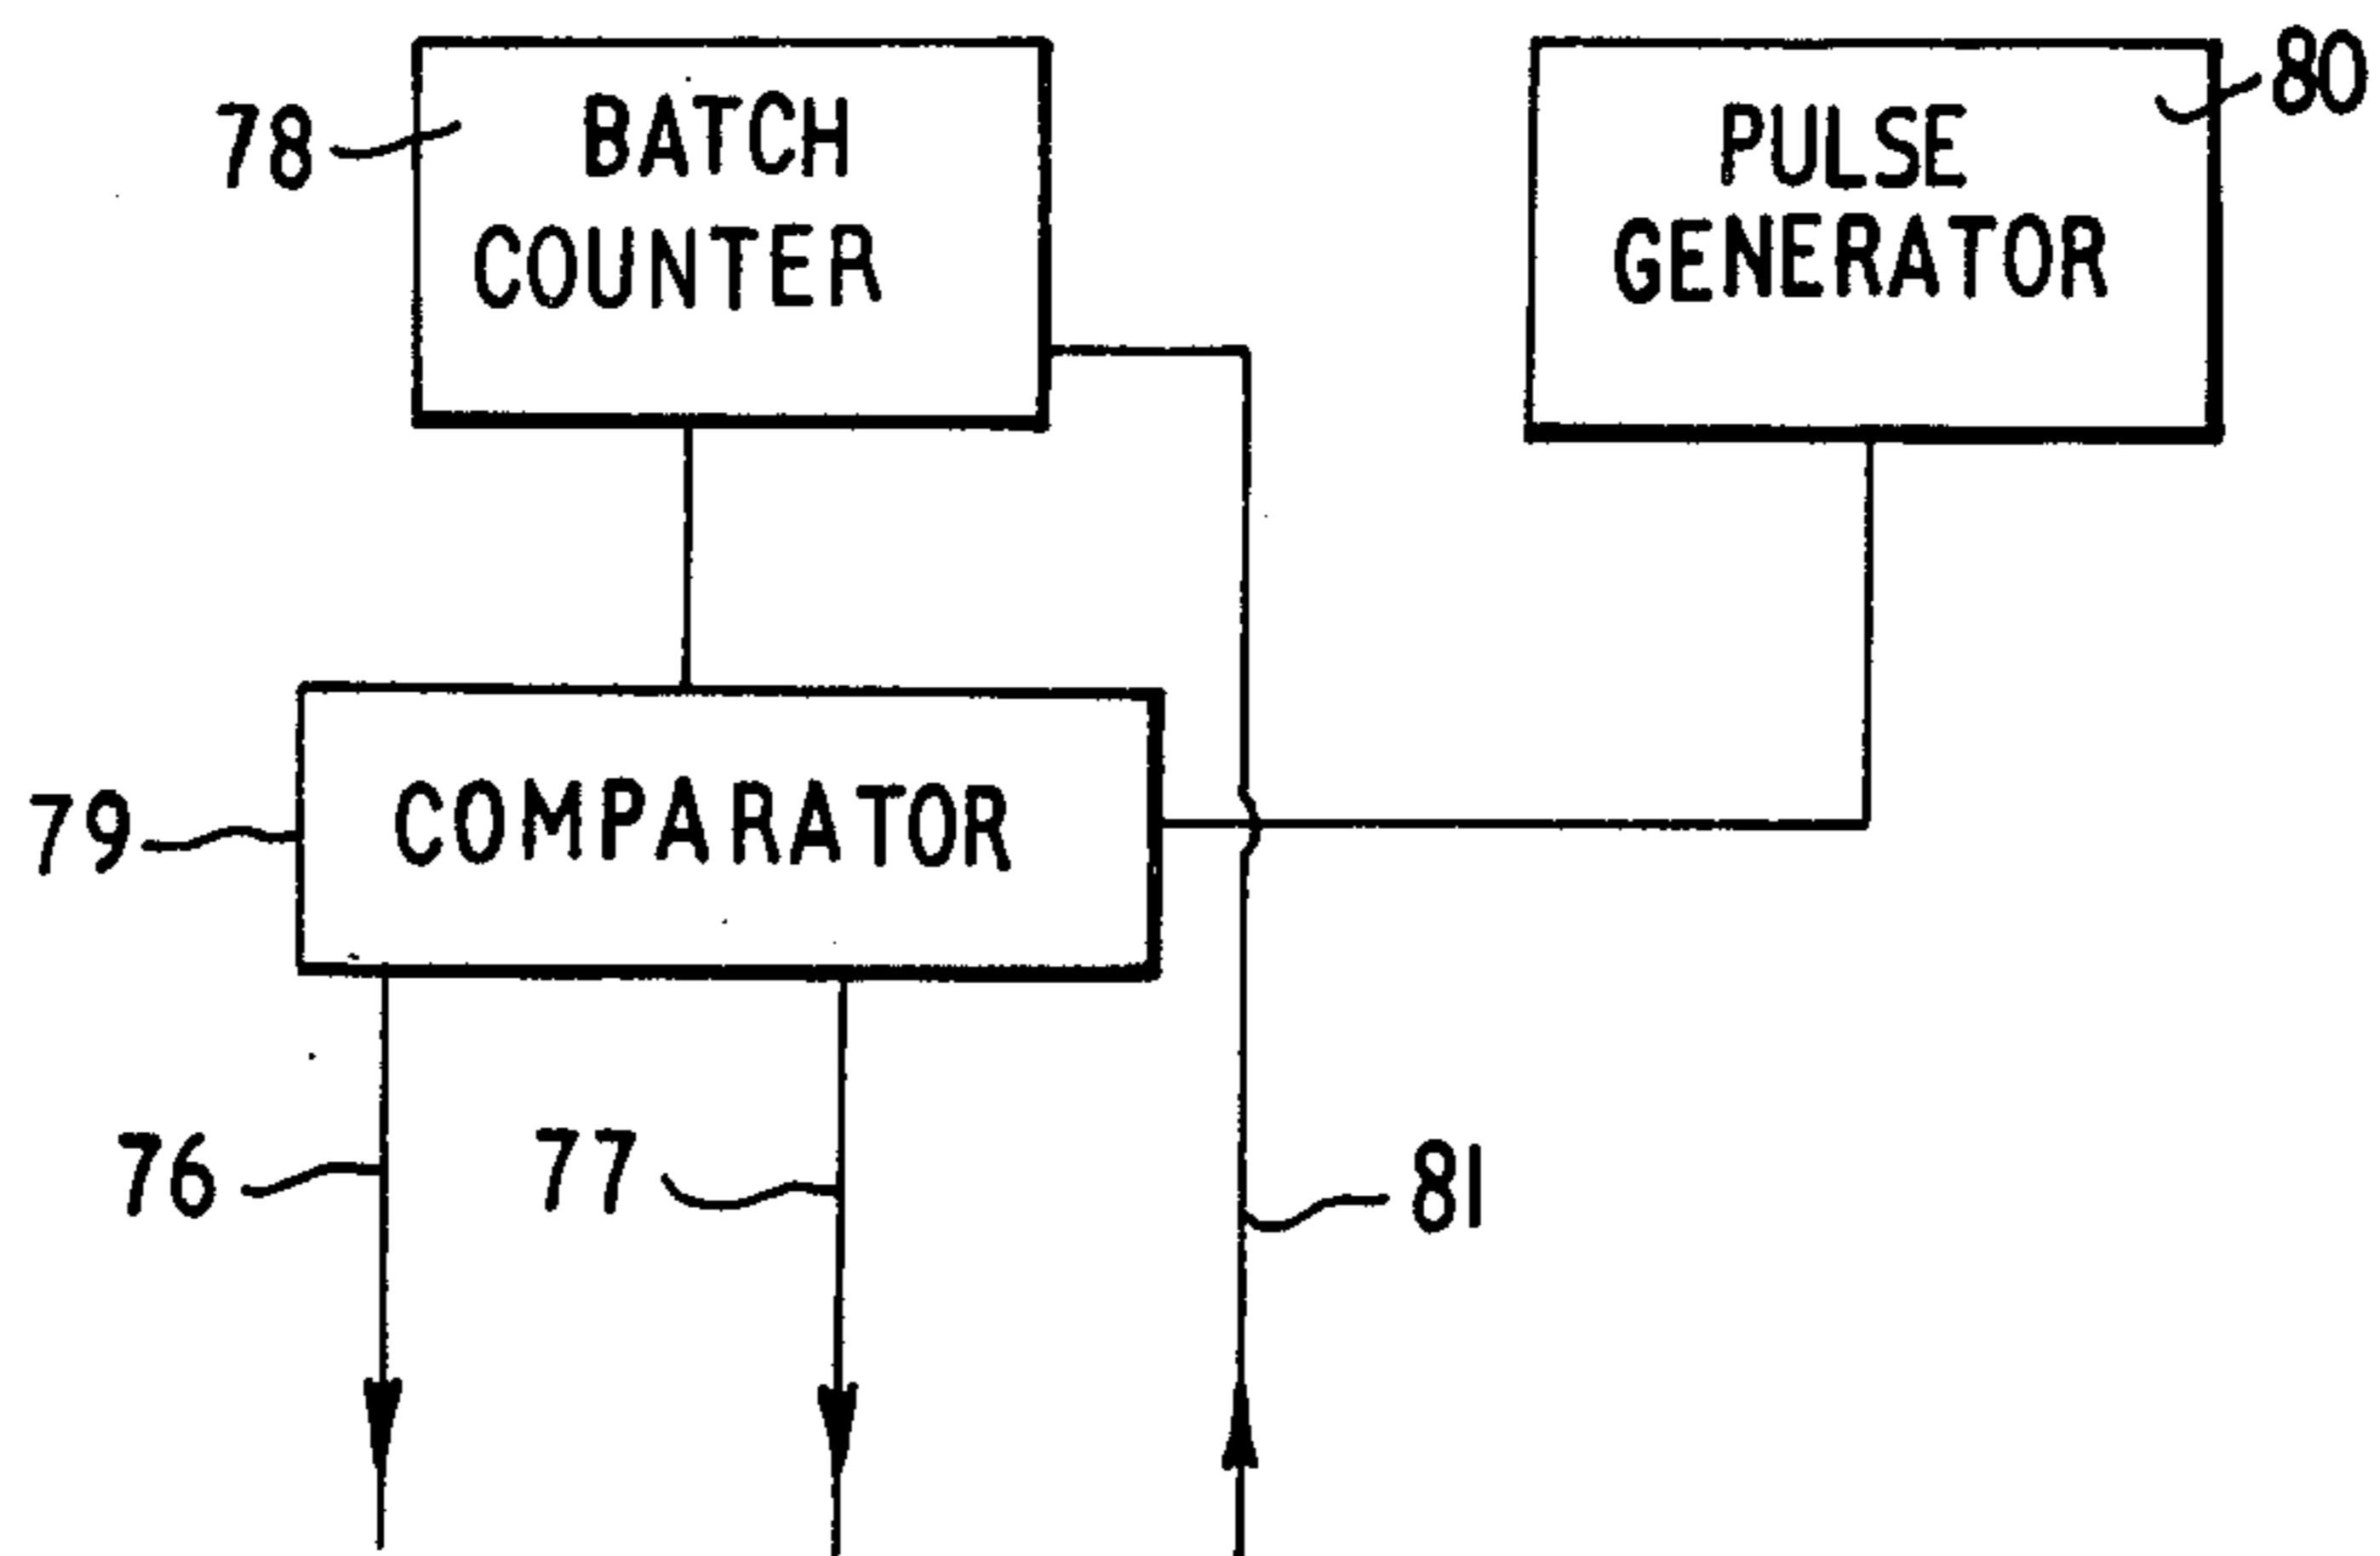 78
BATCH
COUNTER
PULSE
GENERATOR
80
79
COMPARATOR
76
77
81